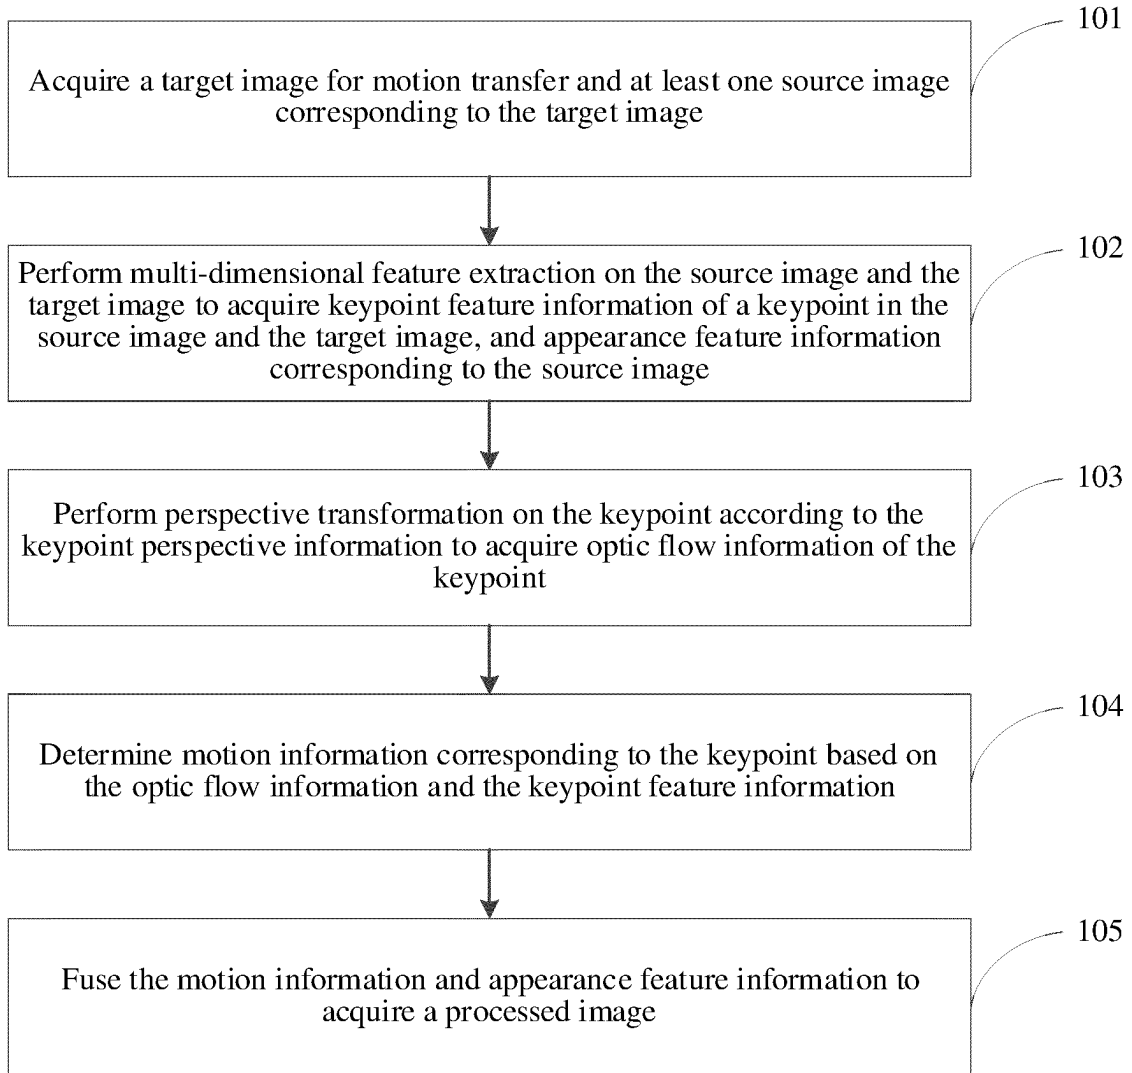 101
Acquire a target image for motion transfer and at least one source image
corresponding to the target image
102
Perform multi-dimensional feature extraction on the source image and the
target image to acquire keypoint feature information of a keypoint in the
source image and the target image, and appearance feature information
corresponding to the source image
103
Perform perspective transformation on the keypoint according to the
keypoint perspective information to acquire optic flow information of the
keypoint
104
Determine motion information corresponding to the keypoint based on
the optic flow information and the keypoint feature information
105
Fuse the motion information and appearance feature information to
acquire a processed image